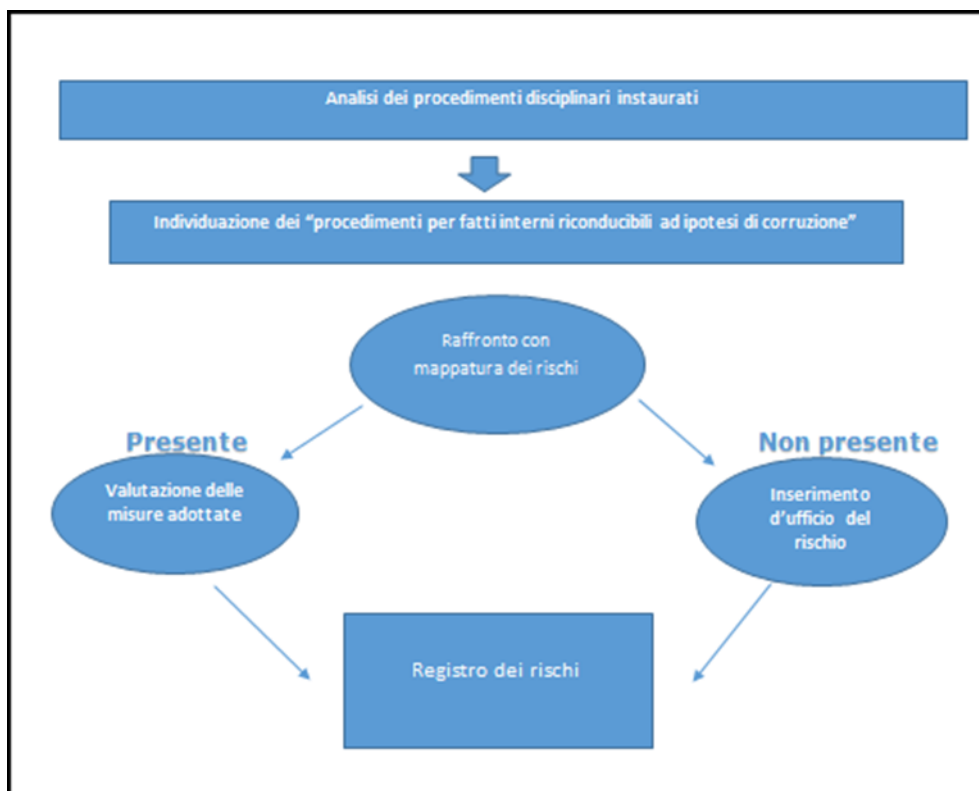 Analisi dei procedimenti disciplinari instaurati
Individuazione dei “procedimenti per fatti interni riconducibili ad ipotesi di corruzione”
Raffronto con
mappatura dei rischi
Presente
Non presente
Valutazione delle
misure adottate
Inserimento
d’ufficio del
rischio
Registro dei rischi